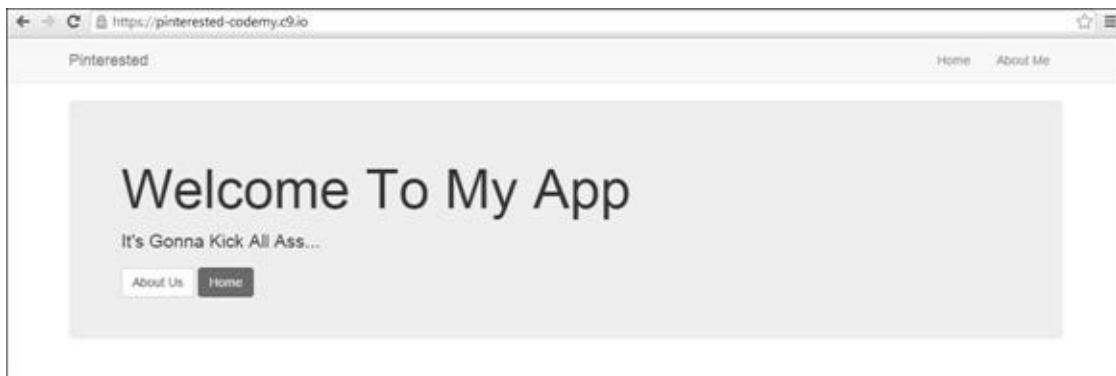 https://pinterested-codemy.c9.io
Pinterested Home About Me
Welcome To My App
It's Gonna Kick All Ass...
About Us Home